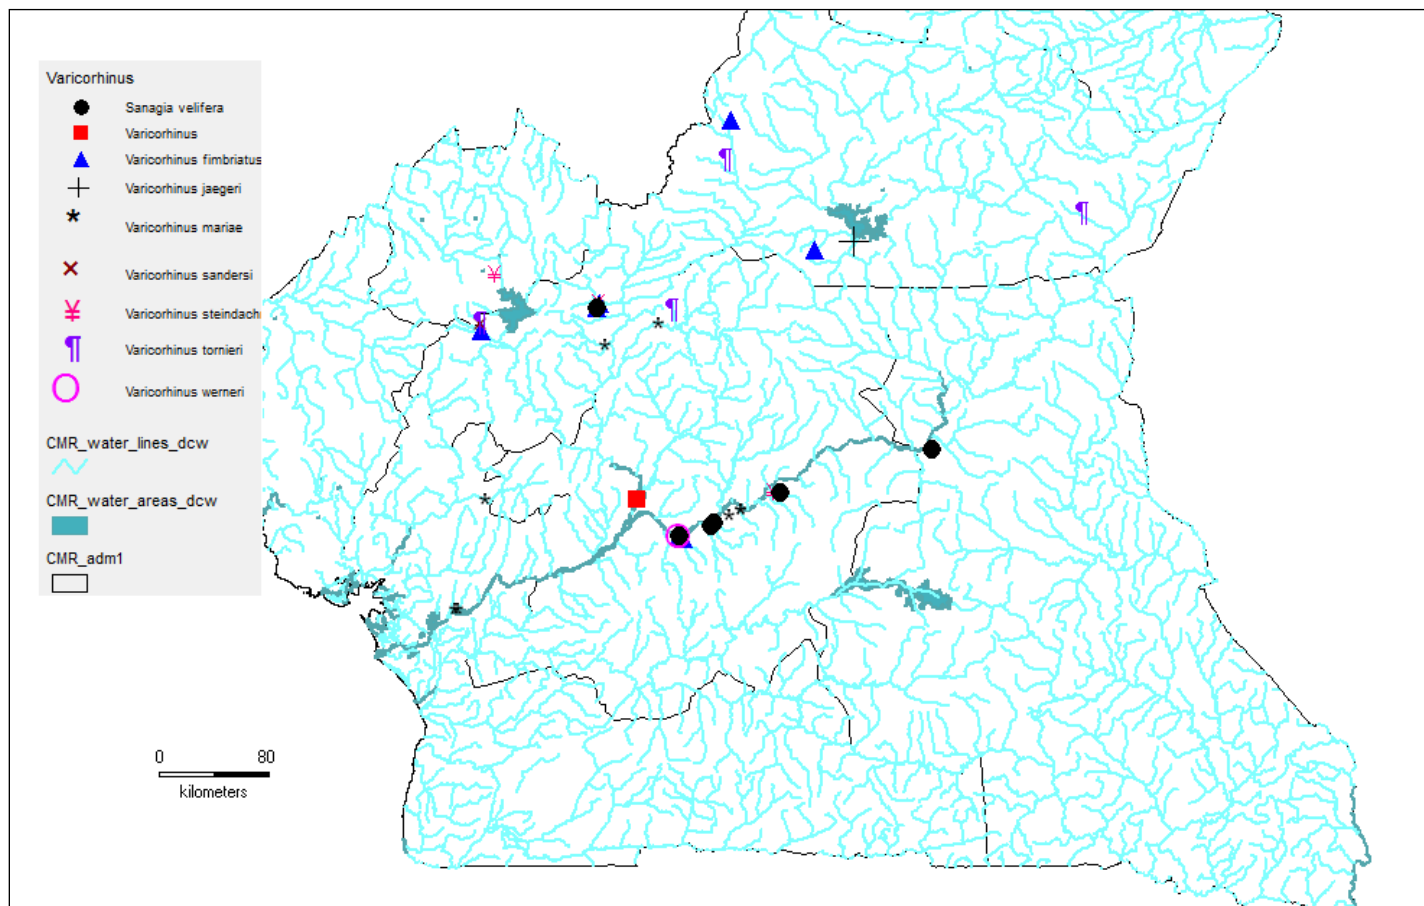 Varicorhinus
Sanagia velifera
Varicorhinus
Varicorhinus fimbriatus
Varicorhinus jaegeri
Varicorhinus mariae
Varicorhinus sandersi
Varicorhinus steindach
Varicorhinus tornieri
Varicorhinus werneri
CMR_water_lines_dcw
CMR_water_areas_dcw
CMR_adm1
0 80
kilometers